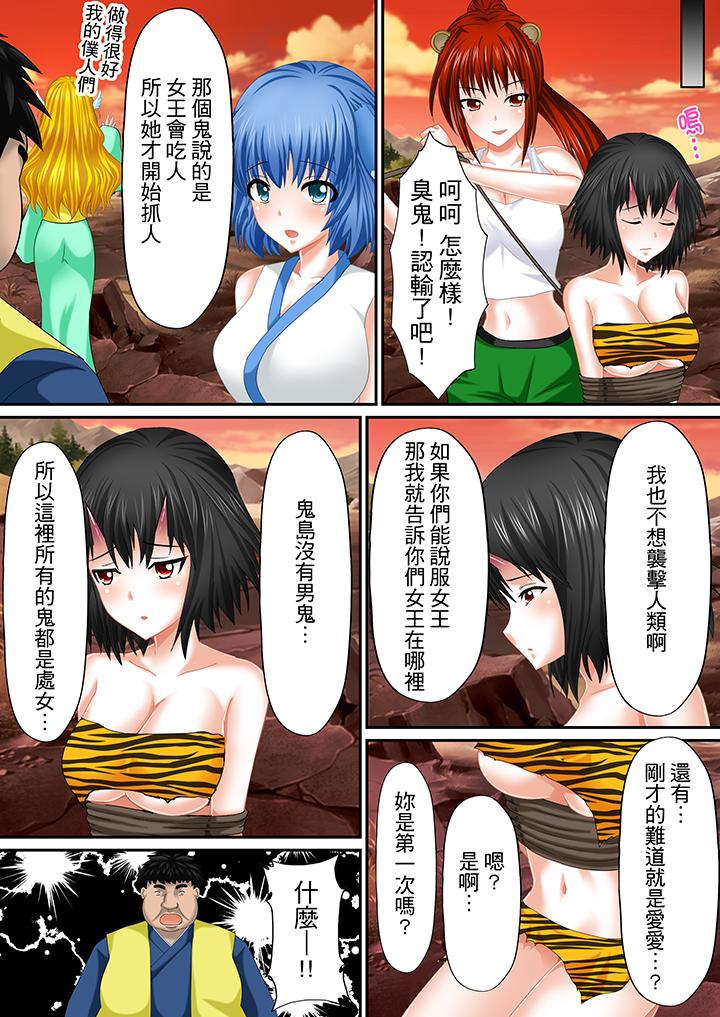 嗚…
呵呵 怎麼樣！
臭鬼！認輸了吧！
那個鬼說的是
女王會吃人
所以她才開始抓人
做得很好
我的僕人們
我也不想襲擊人類啊
如果你們能說服女王
那我就告訴你們女王在哪裡
鬼島沒有男鬼…
所以這裡所有的鬼都是處女…
還有…
剛才的難道就是愛愛…？
嗯？
是啊…
妳是第一次嗎？
什麼—!!